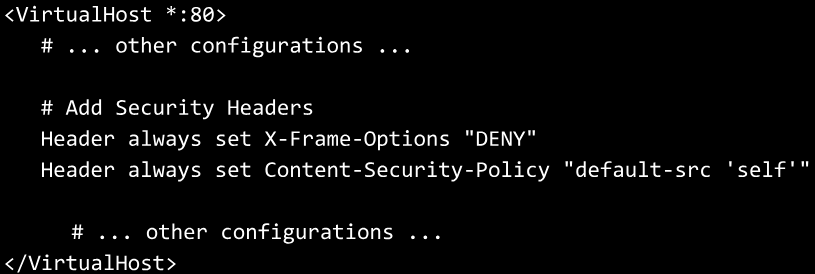 <VirtualHost *:80>
# ... other configurations ...
# Add Security Headers
Header always set X-Frame-Options "DENY"
Header always set Content-Security-Policy "default-src 'self'"
# ... other configurations ...
</VirtualHost>